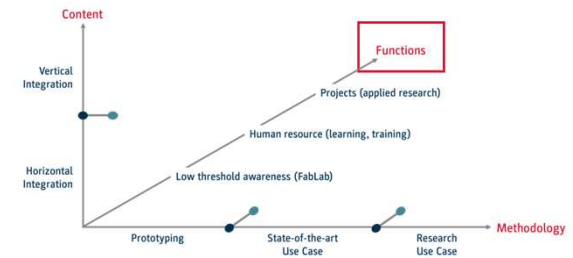 Content
Functions
Vertical
Integration
Projects (applied research)
Human resource (learning, training)
Horizontal
Integration
Low threshold awareness (FabLab)
Methodology
Prototyping
State-of-the-art
Use Case
Research
Use Case